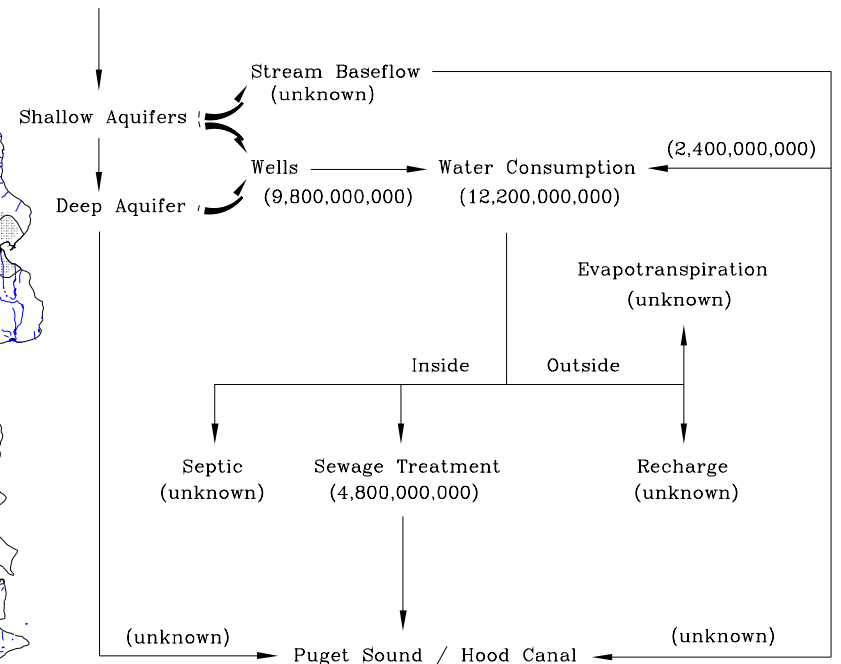 Stream Baseflow
(unknown)
Shallow Aquifers
(2,400,000,000)
Wells
Water Consumption
(9,800,000,000)
(12,200,000,000)
Deep Aquifer
Evapotranspiration
(unknown)
Inside
Outside
Septic
(unknown)
Sewage Treatment
(4,800,000,000)
Recharge
(unknown)
(unknown)
(unknown)
Puget Sound / Hood Canal